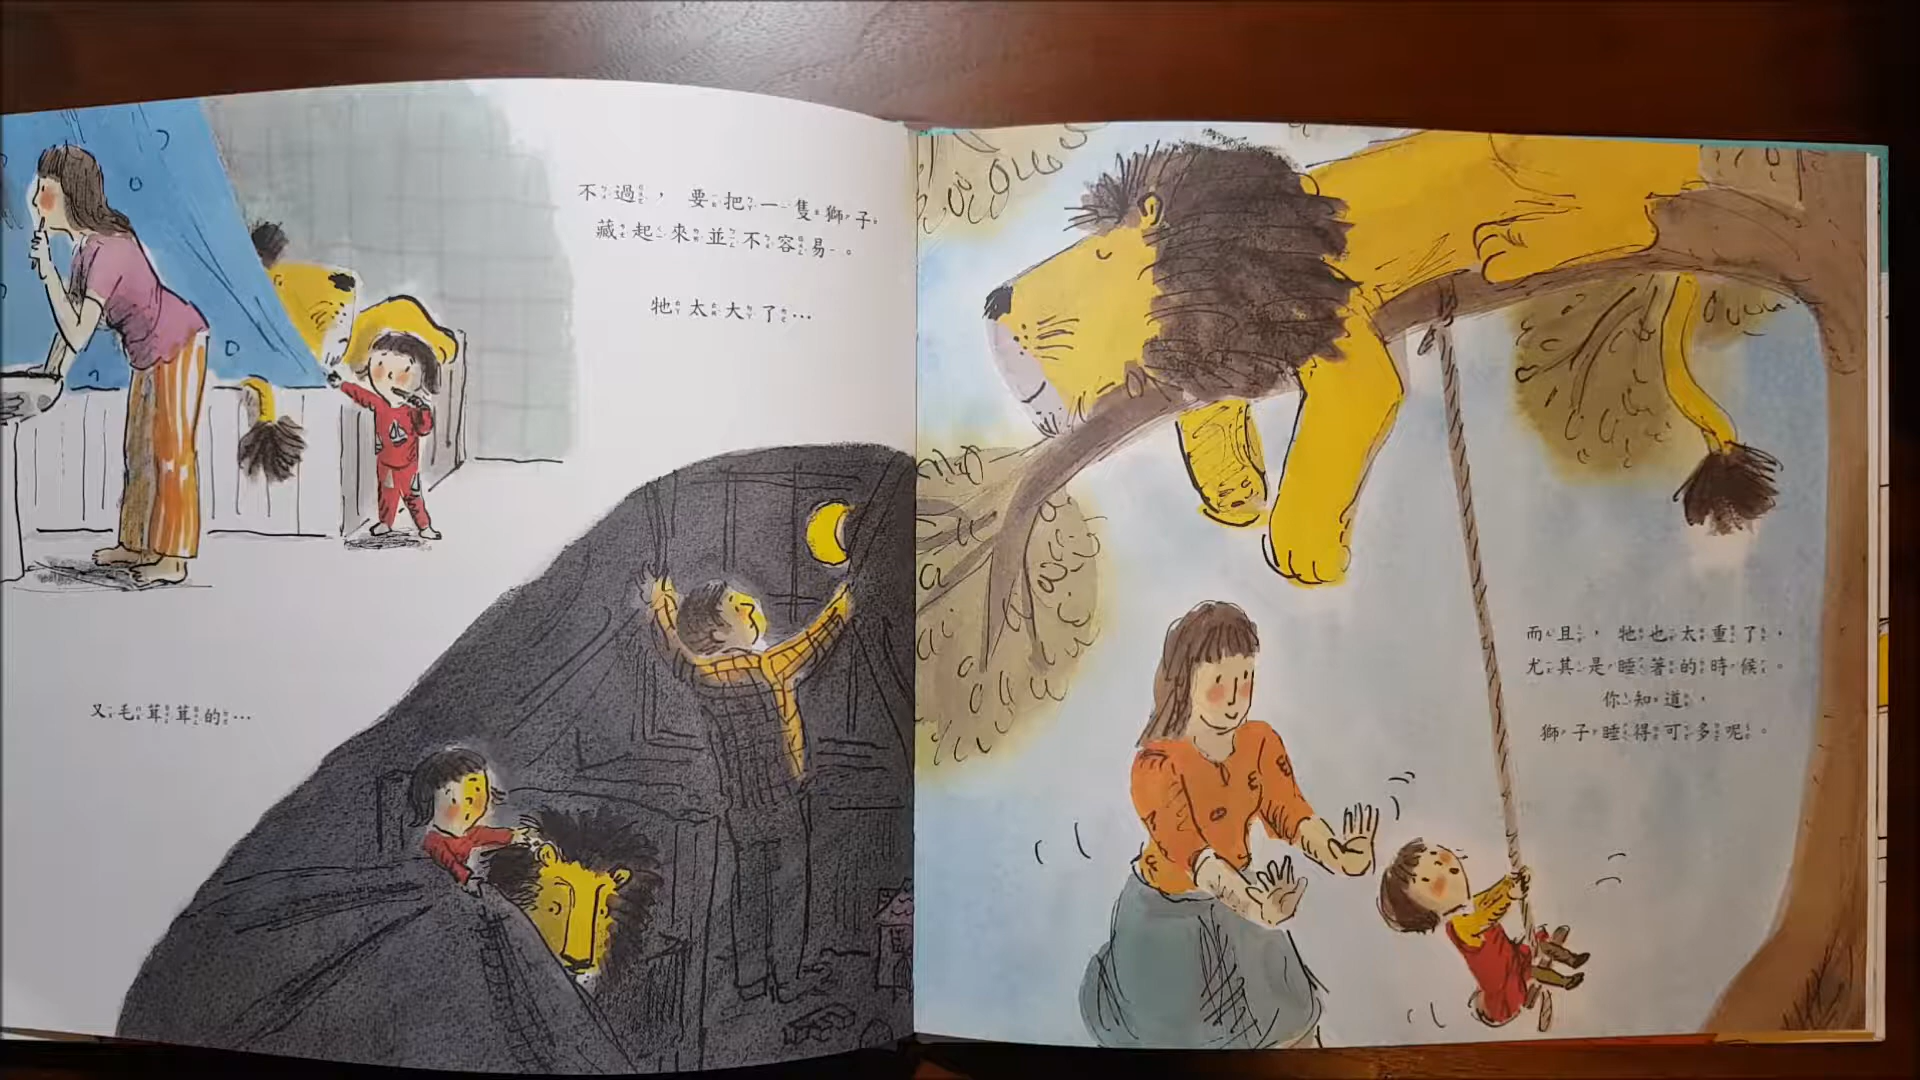 不過，要把一隻獅子
藏起來並不容易。
牠太大了…
又毛茸茸的…
而且，牠也太重了，
尤其是睡著的時候。
你知道，
獅子睡得可多呢。